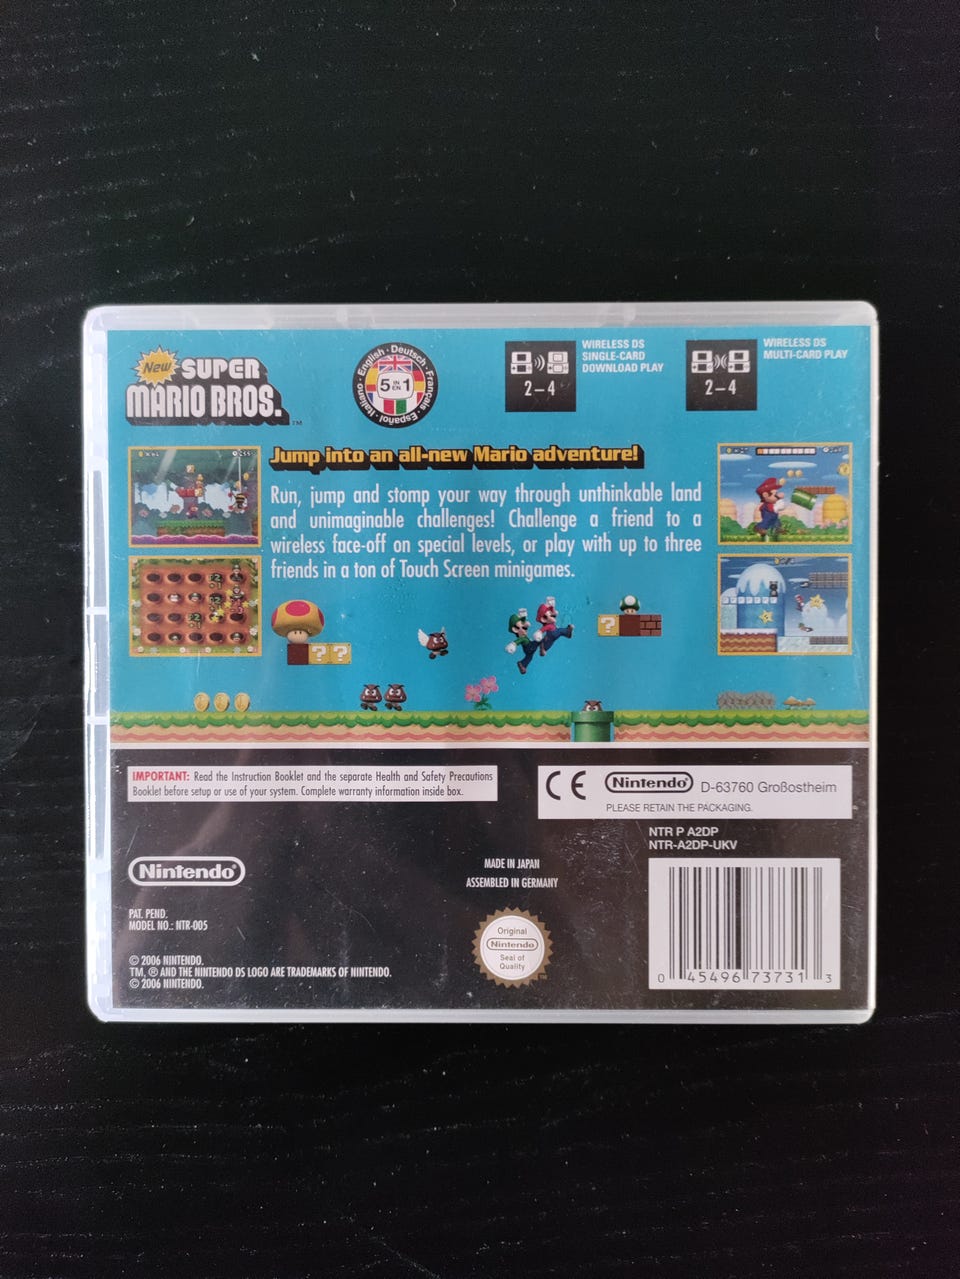 New SUPER
MARIO BROS.™
English · Deutsch · Français · Español · Italiano ·
5 IN EN 1
2-4
WIRELESS DS
SINGLE-CARD
DOWNLOAD PLAY
2-4
WIRELESS DS
MULTI-CARD PLAY
Jump into an all-new Mario adventure!
Run, jump and stomp your way through unthinkable land
and unimaginable challenges! Challenge a friend to a
wireless face-off on special levels, or play with up to three
friends in a ton of Touch Screen minigames.
? ?
?
IMPORTANT: Read the Instruction Booklet and the separate Health and Safety Precautions
Booklet before setup or use of your system. Complete warranty information inside box.
CE Nintendo® D-63760 Großostheim
PLEASE RETAIN THE PACKAGING.
NTR P A2DP
NTR-A2DP-UKV
Nintendo®
MADE IN JAPAN
ASSEMBLED IN GERMANY
PAT. PEND.
MODEL NO.: NTR-005
Original
Nintendo
Seal of
Quality
© 2006 NINTENDO.
TM, ® AND THE NINTENDO DS LOGO ARE TRADEMARKS OF NINTENDO.
© 2006 NINTENDO.
0 45496 73731 3